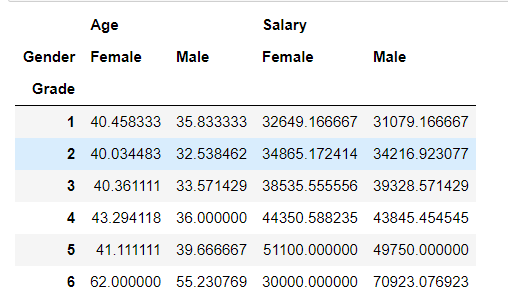 Age Salary
Gender Female Male Female Male
Grade
1 40.458333 35.833333 32649.166667 31079.166667
2 40.034483 32.538462 34865.172414 34216.923077
3 40.361111 33.571429 38535.555556 39328.571429
4 43.294118 36.000000 44350.588235 43845.454545
5 41.111111 39.666667 51100.000000 49750.000000
6 62.000000 55.230769 30000.000000 70923.076923